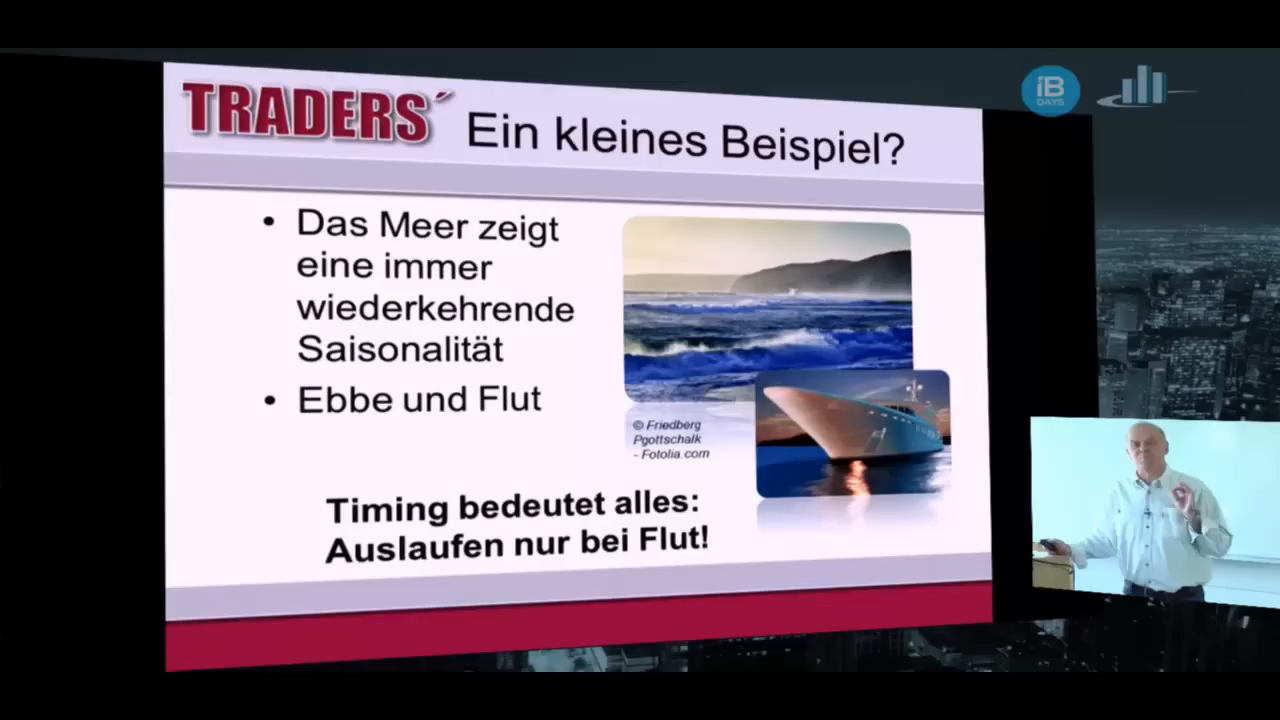 TRADERS´
Ein kleines Beispiel?
iB
DAYS
• Das Meer zeigt
eine immer
wiederkehrende
Saisonalität
• Ebbe und Flut
© Friedberg
Pgottschalk
- Fotolia.com
Timing bedeutet alles:
Auslaufen nur bei Flut!